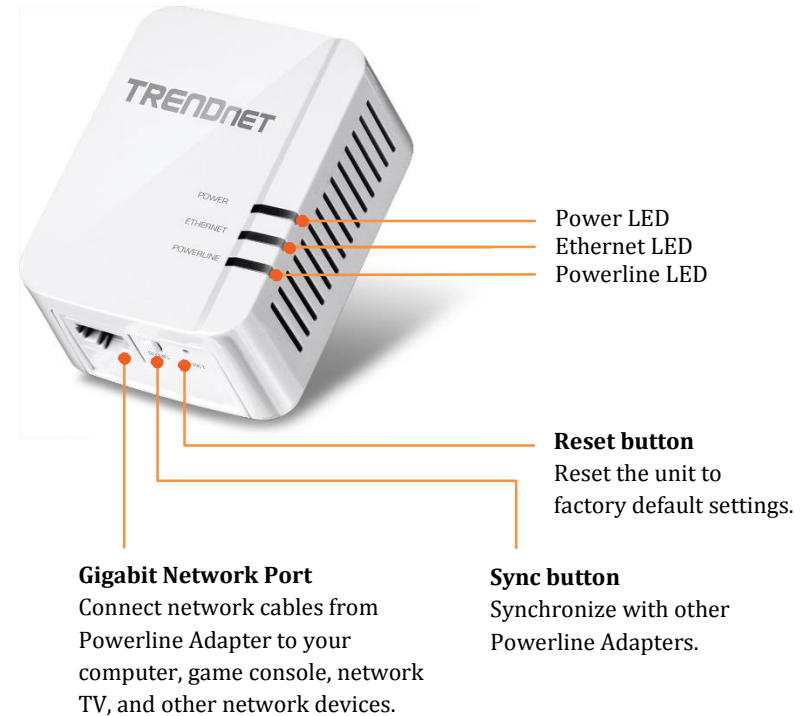 TRENDNET
POWER
ETHERNET
POWERLINE
Power LED
Ethernet LED
Powerline LED
Reset button
Reset the unit to
factory default settings.
Gigabit Network Port
Connect network cables from
Powerline Adapter to your
computer, game console, network
TV, and other network devices.
Sync button
Synchronize with other
Powerline Adapters.